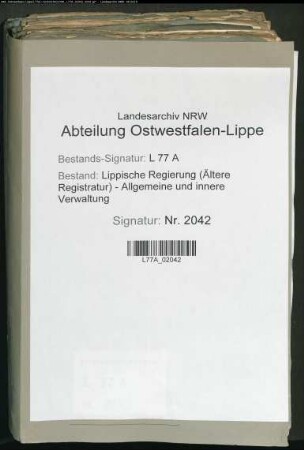 Landesarchiv NRW
Abteilung Ostwestfalen-Lippe
Bestands-Signatur: L 77 A
Bestand: Lippische Regierung (Ältere
Registratur) - Allgemeine und innere
Verwaltung
Signatur: Nr. 2042
L77A_02042